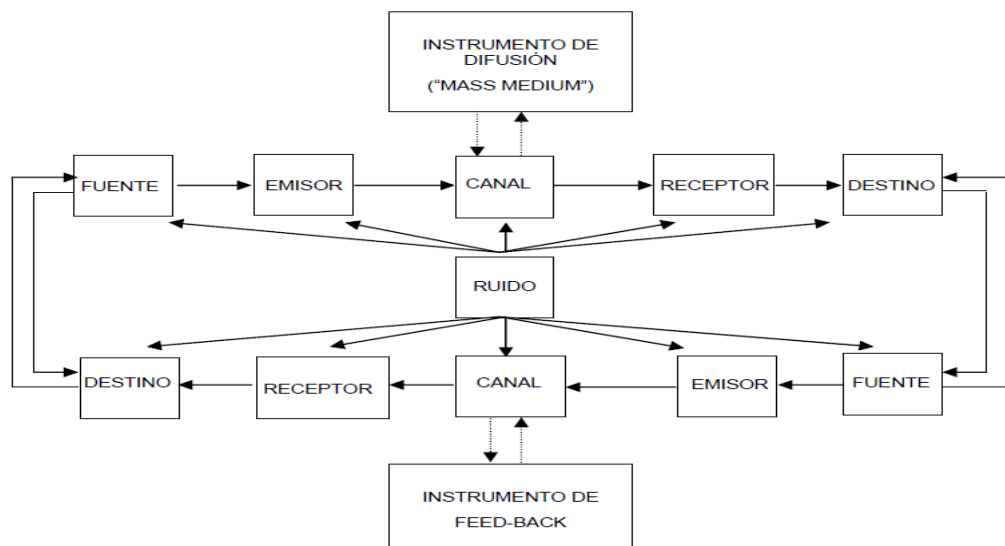 INSTRUMENTO DE
DIFUSIÓN
(“MASS MEDIUM”)
FUENTE
EMISOR
CANAL
RECEPTOR
DESTINO
RUIDO
DESTINO
RECEPTOR
CANAL
EMISOR
FUENTE
INSTRUMENTO DE
FEED-BACK